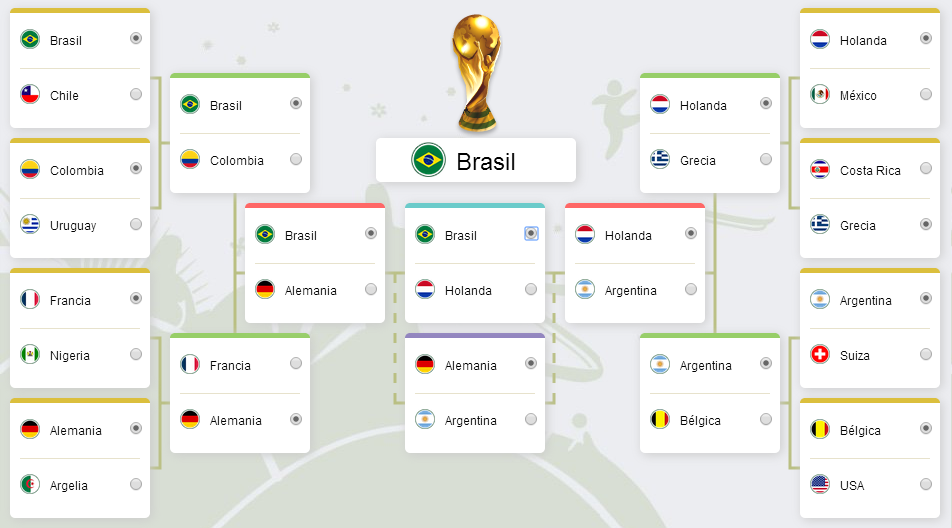 Brasil
Chile
Colombia
Uruguay
Francia
Nigeria
Alemania
Argelia
Brasil
Colombia
Francia
Alemania
Brasil
Alemania
Brasil
Brasil
Holanda
Alemania
Argentina
Holanda
Argentina
Holanda
Grecia
Argentina
Bélgica
Holanda
México
Costa Rica
Grecia
Argentina
Suiza
Bélgica
USA